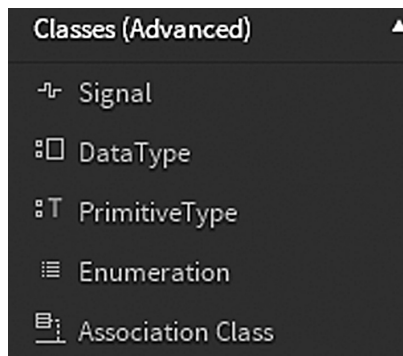 Classes (Advanced)
Signal
DataType
PrimitiveType
Enumeration
Association Class